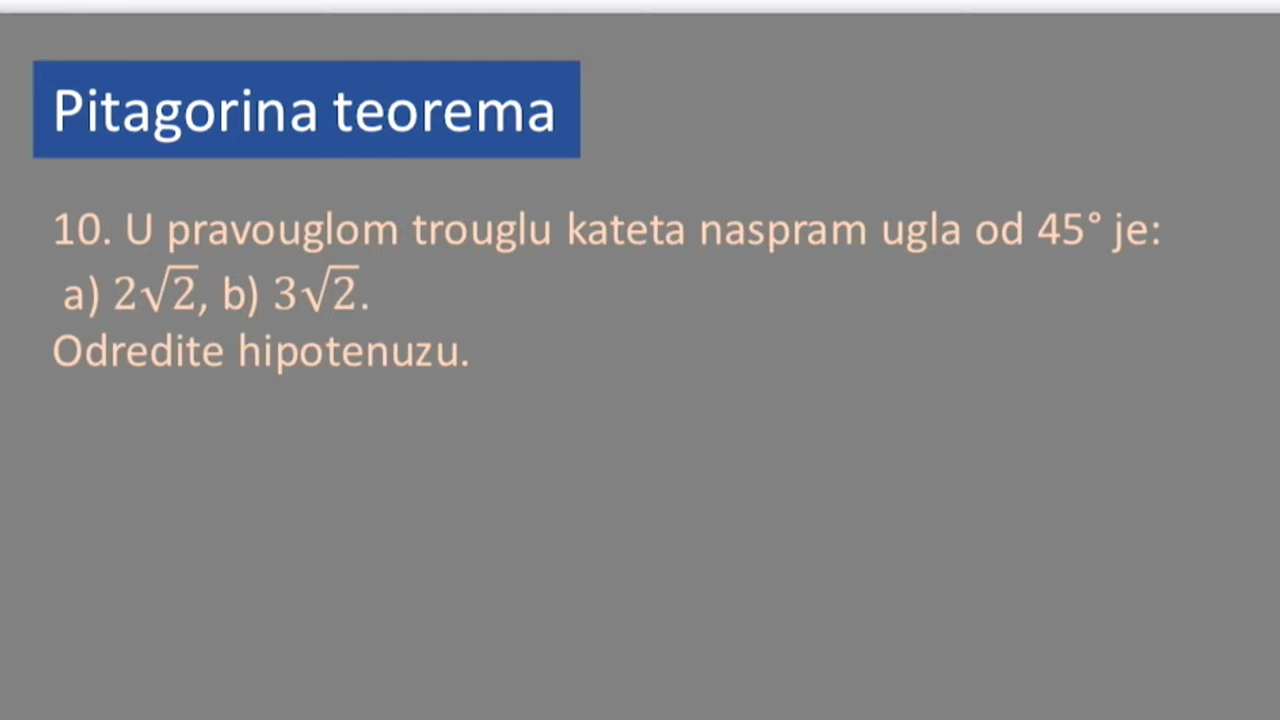 Pitagorina teorema
10. U pravouglom trouglu kateta naspram ugla od 45° je:
a) 2√2, b) 3√2.
Odredite hipotenuzu.